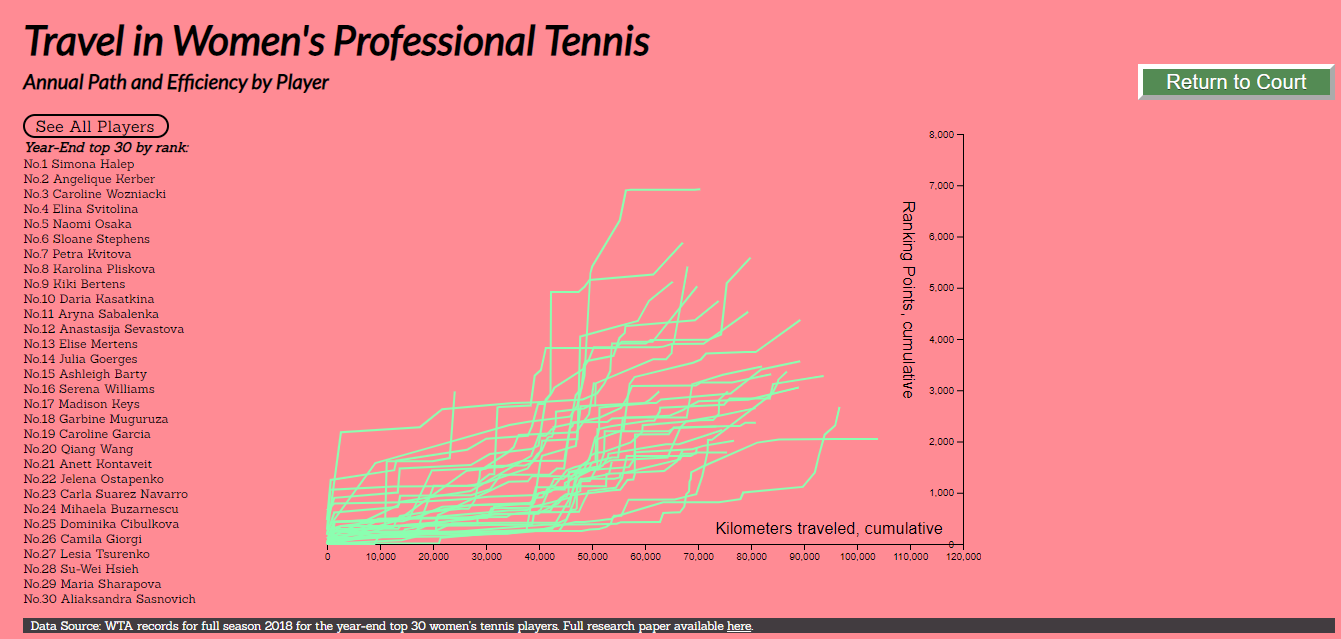 Travel in Women's Professional Tennis
Annual Path and Efficiency by Player
Return to Court
See All Players
Year-End top 30 by rank:
No.1 Simona Halep
No.2 Angelique Kerber
No.3 Caroline Wozniacki
No.4 Elina Svitolina
No.5 Naomi Osaka
No.6 Sloane Stephens
No.7 Petra Kvitova
No.8 Karolina Pliskova
No.9 Kiki Bertens
No.10 Daria Kasatkina
No.11 Aryna Sabalenka
No.12 Anastasija Sevastova
No.13 Elise Mertens
No.14 Julia Goerges
No.15 Ashleigh Barty
No.16 Serena Williams
No.17 Madison Keys
No.18 Garbine Muguruza
No.19 Caroline Garcia
No.20 Qiang Wang
No.21 Anett Kontaveit
No.22 Jelena Ostapenko
No.23 Carla Suarez Navarro
No.24 Mihaela Buzarnescu
No.25 Dominika Cibulkova
No.26 Camila Giorgi
No.27 Lesia Tsurenko
No.28 Su-Wei Hsieh
No.29 Maria Sharapova
No.30 Aliaksandra Sasnovich
8,000
7,000
6,000
5,000
4,000
3,000
2,000
1,000
0
Ranking Points, cumulative
Kilometers traveled, cumulative
0 10,000 20,000 30,000 40,000 50,000 60,000 70,000 80,000 90,000 100,000 110,000 120,000
Data Source: WTA records for full season 2018 for the year-end top 30 women's tennis players. Full research paper available here.